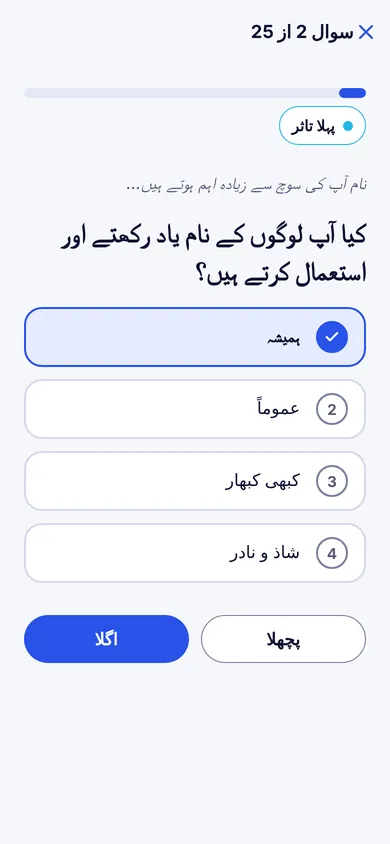 سوال 2 از 25
پہلا تاثر
نام آپ کی سوچ سے زیادہ اہم ہوتے ہیں...
کیا آپ لوگوں کے نام یاد رکھتے اور
استعمال کرتے ہیں؟
ہمیشہ
2 عموماً
3 کبھی کبھار
4 شاذ و نادر
پچھلا
اگلا